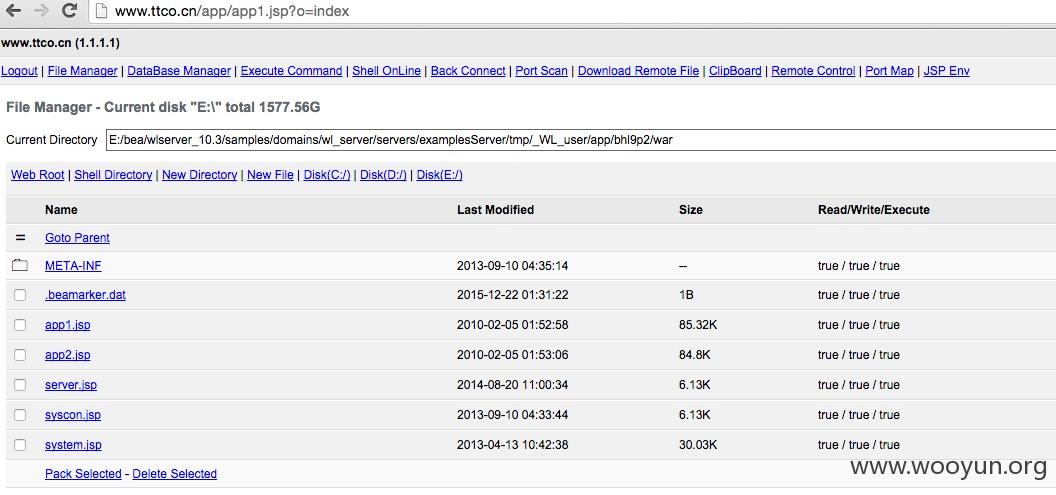 www.ttco.cn/app/app1.jsp?o=index
www.ttco.cn (1.1.1.1)
Logout | File Manager | DataBase Manager | Execute Command | Shell OnLine | Back Connect | Port Scan | Download Remote File | ClipBoard | Remote Control | Port Map | JSP Env
File Manager - Current disk "E:\" total 1577.56G
Current Directory E:/bea/wlserver_10.3/samples/domains/wl_server/servers/examplesServer/tmp/_WL_user/app/bhl9p2/war
Web Root | Shell Directory | New Directory | New File | Disk(C:/) | Disk(D:/) | Disk(E:/)
Name Last Modified Size Read/Write/Execute
= Goto Parent
META-INF 2013-09-10 04:35:14 -- true / true / true
.beamarker.dat 2015-12-22 01:31:22 1B true / true / true
app1.jsp 2010-02-05 01:52:58 85.32K true / true / true
app2.jsp 2010-02-05 01:53:06 84.8K true / true / true
server.jsp 2014-08-20 11:00:34 6.13K true / true / true
syscon.jsp 2013-09-10 04:33:44 6.13K true / true / true
system.jsp 2013-04-13 10:42:38 30.03K true / true / true
Pack Selected - Delete Selected
www.wooyun.org